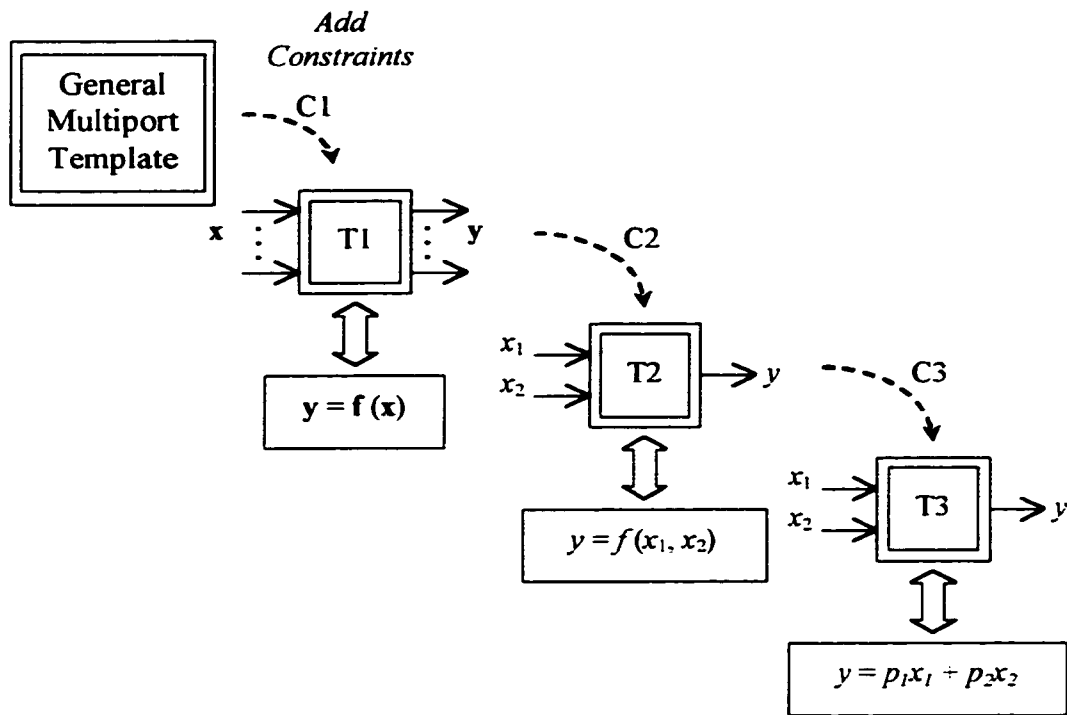 Add
Constraints
General
Multiport
Template
C1
x
T1
y
C2
y = f (x)
x₁
x₂
T2
y
C3
y = f (x₁, x₂)
x₁
x₂
T3
y
y = p₁x₁ + p₂x₂